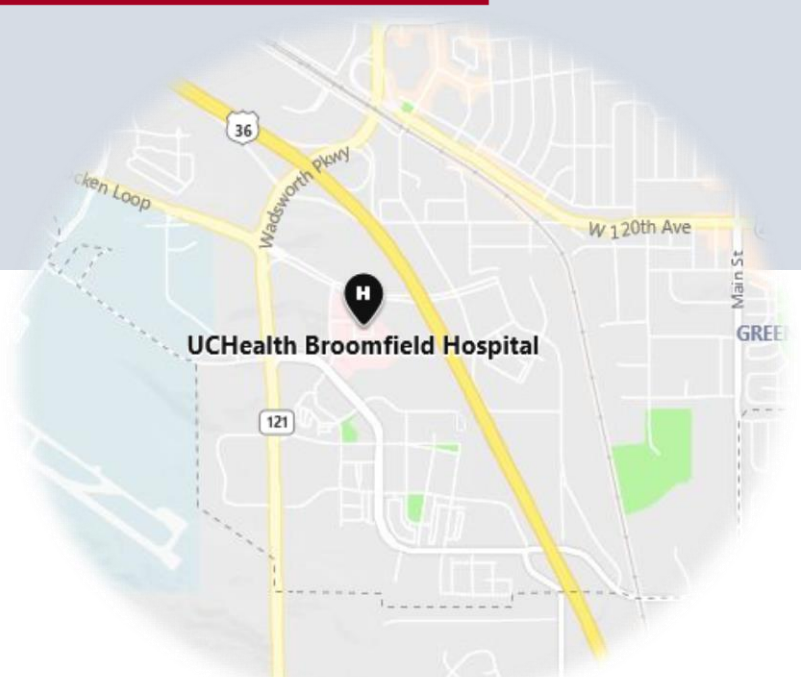 36
Wadsworth Pkwy
cken Loop
W 120th Ave
Main St
H
UCHealth Broomfield Hospital
GREE
121